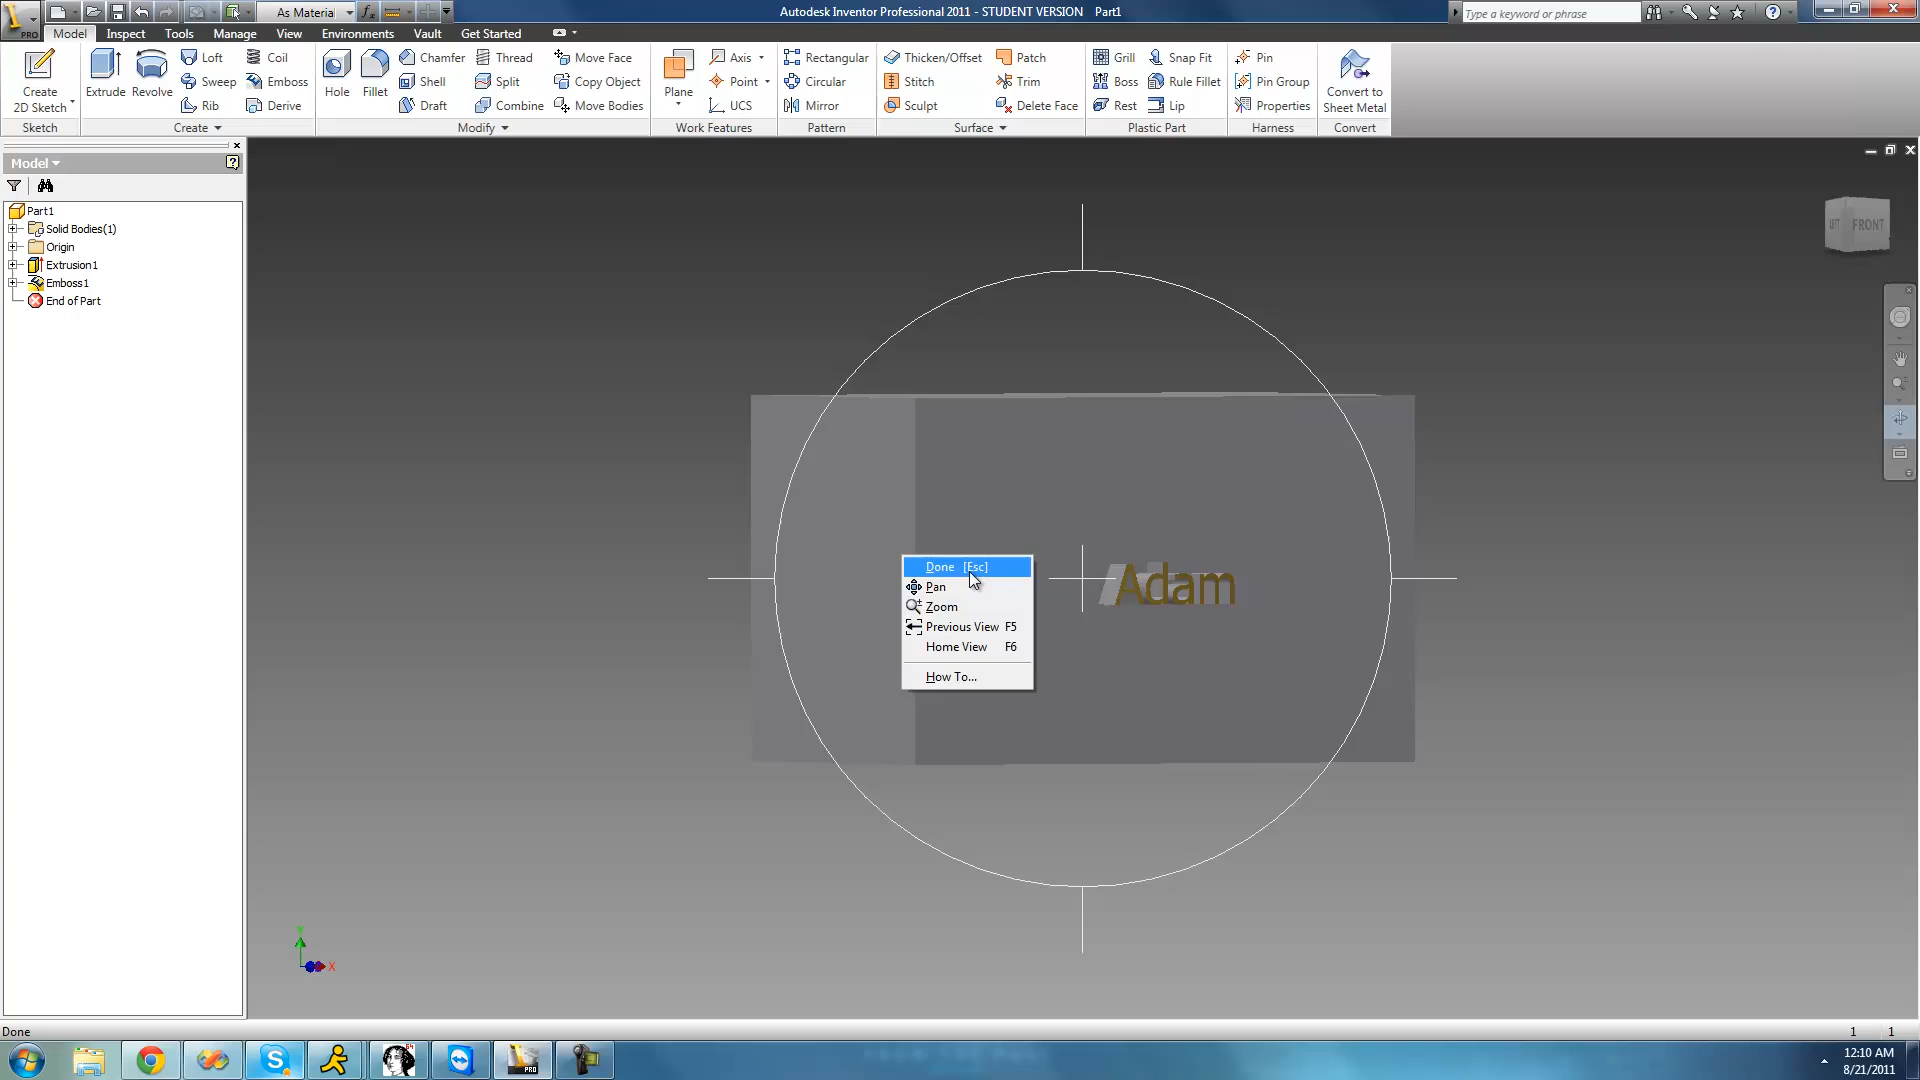 As Material
Autodesk Inventor Professional 2011 - STUDENT VERSION Part1
Type a keyword or phrase
PRO
Model Inspect Tools Manage View Environments Vault Get Started
Create
2D Sketch
Sketch
Extrude Revolve
Loft Coil
Sweep Emboss
Rib Derive
Create
Hole Fillet
Chamfer Thread Move Face
Shell Split Copy Object
Draft Combine Move Bodies
Modify
Plane
Axis
Point
UCS
Work Features
Rectangular
Circular
Mirror
Pattern
Thicken/Offset Patch
Stitch Trim
Sculpt Delete Face
Surface
Grill Snap Fit
Boss Rule Fillet
Rest Lip
Plastic Part
Pin
Pin Group
Properties
Harness
Convert to
Sheet Metal
Convert
Model
Part1
Solid Bodies(1)
Origin
Extrusion1
Emboss1
End of Part
LEFT FRONT
Adam
Done [Esc]
Pan
Zoom
Previous View F5
Home View F6
How To...
Y
X
Done
1 1
PRO
12:10 AM
8/21/2011